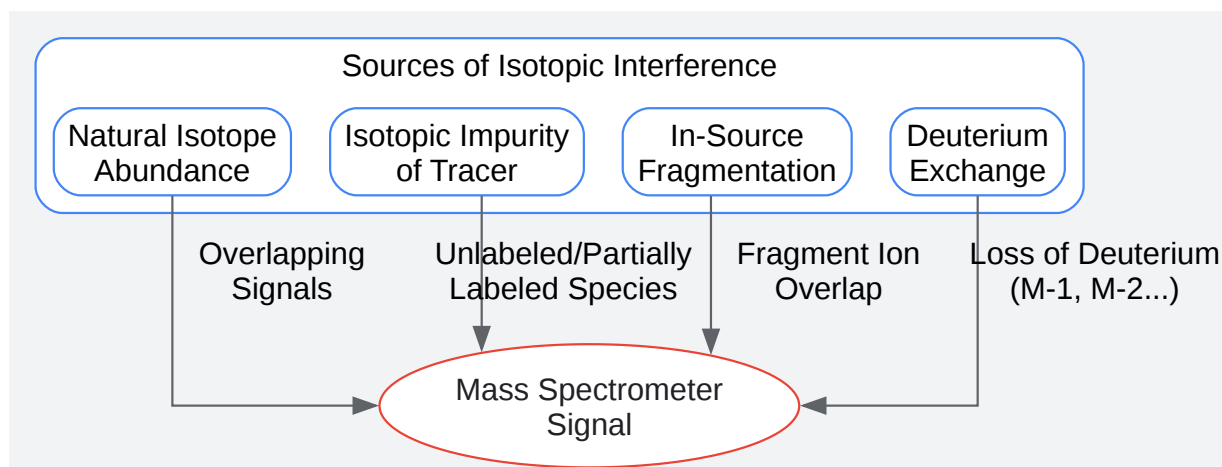 Sources of Isotopic Interference
Natural Isotope
Abundance
Isotopic Impurity
of Tracer
In-Source
Fragmentation
Deuterium
Exchange
Overlapping
Signals
Unlabeled/Partially
Labeled Species
Fragment Ion
Overlap
Loss of Deuterium
(M-1, M-2...)
Mass Spectrometer
Signal